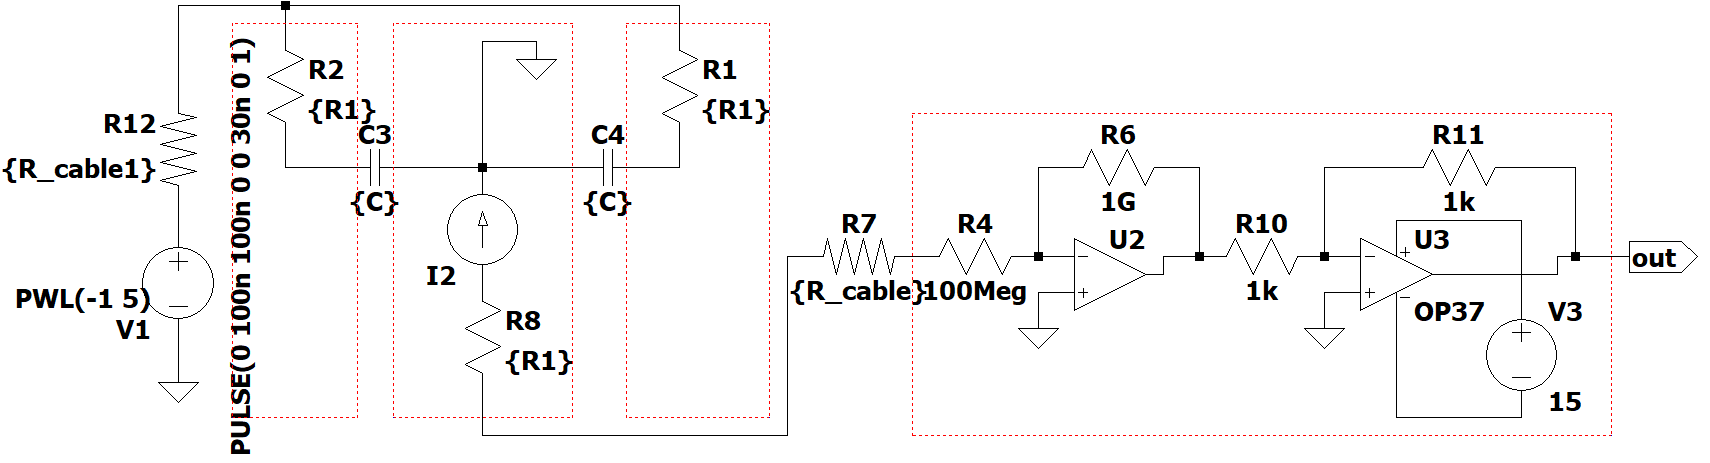 R12
{R_cable1}
PWL(-1 5)
V1
PULSE(0 100n 100n 0 0 30n 0 1)
R2
{R1}
C3
{C}
I2
R8
{R1}
C4
{C}
R1
{R1}
R7
{R_cable}
R4
100Meg
R6
1G
U2
R10
1k
R11
1k
U3
OP37
V3
15
out